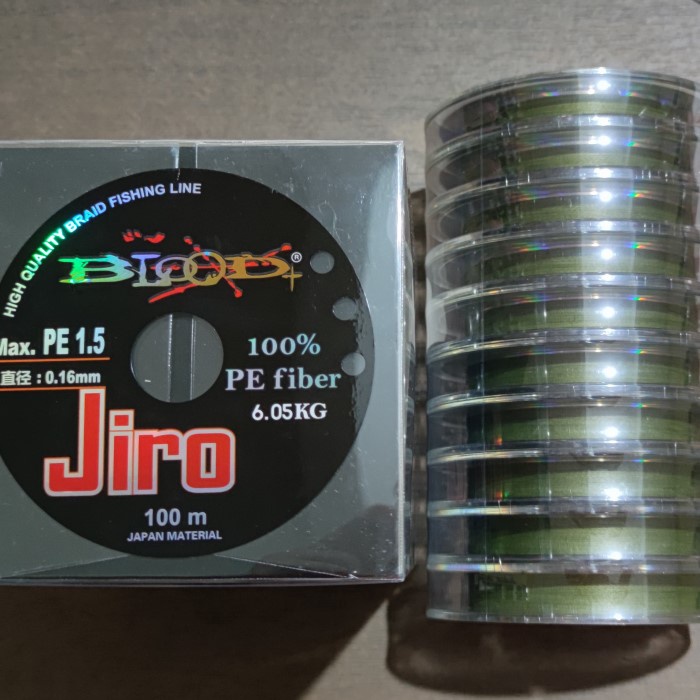 HIGH QUALITY BRAID FISHING LINE
BLOOD ®
Max. PE 1.5
直径：0.16mm
100%
PE fiber
6.05KG
Jiro
100 m
JAPAN MATERIAL